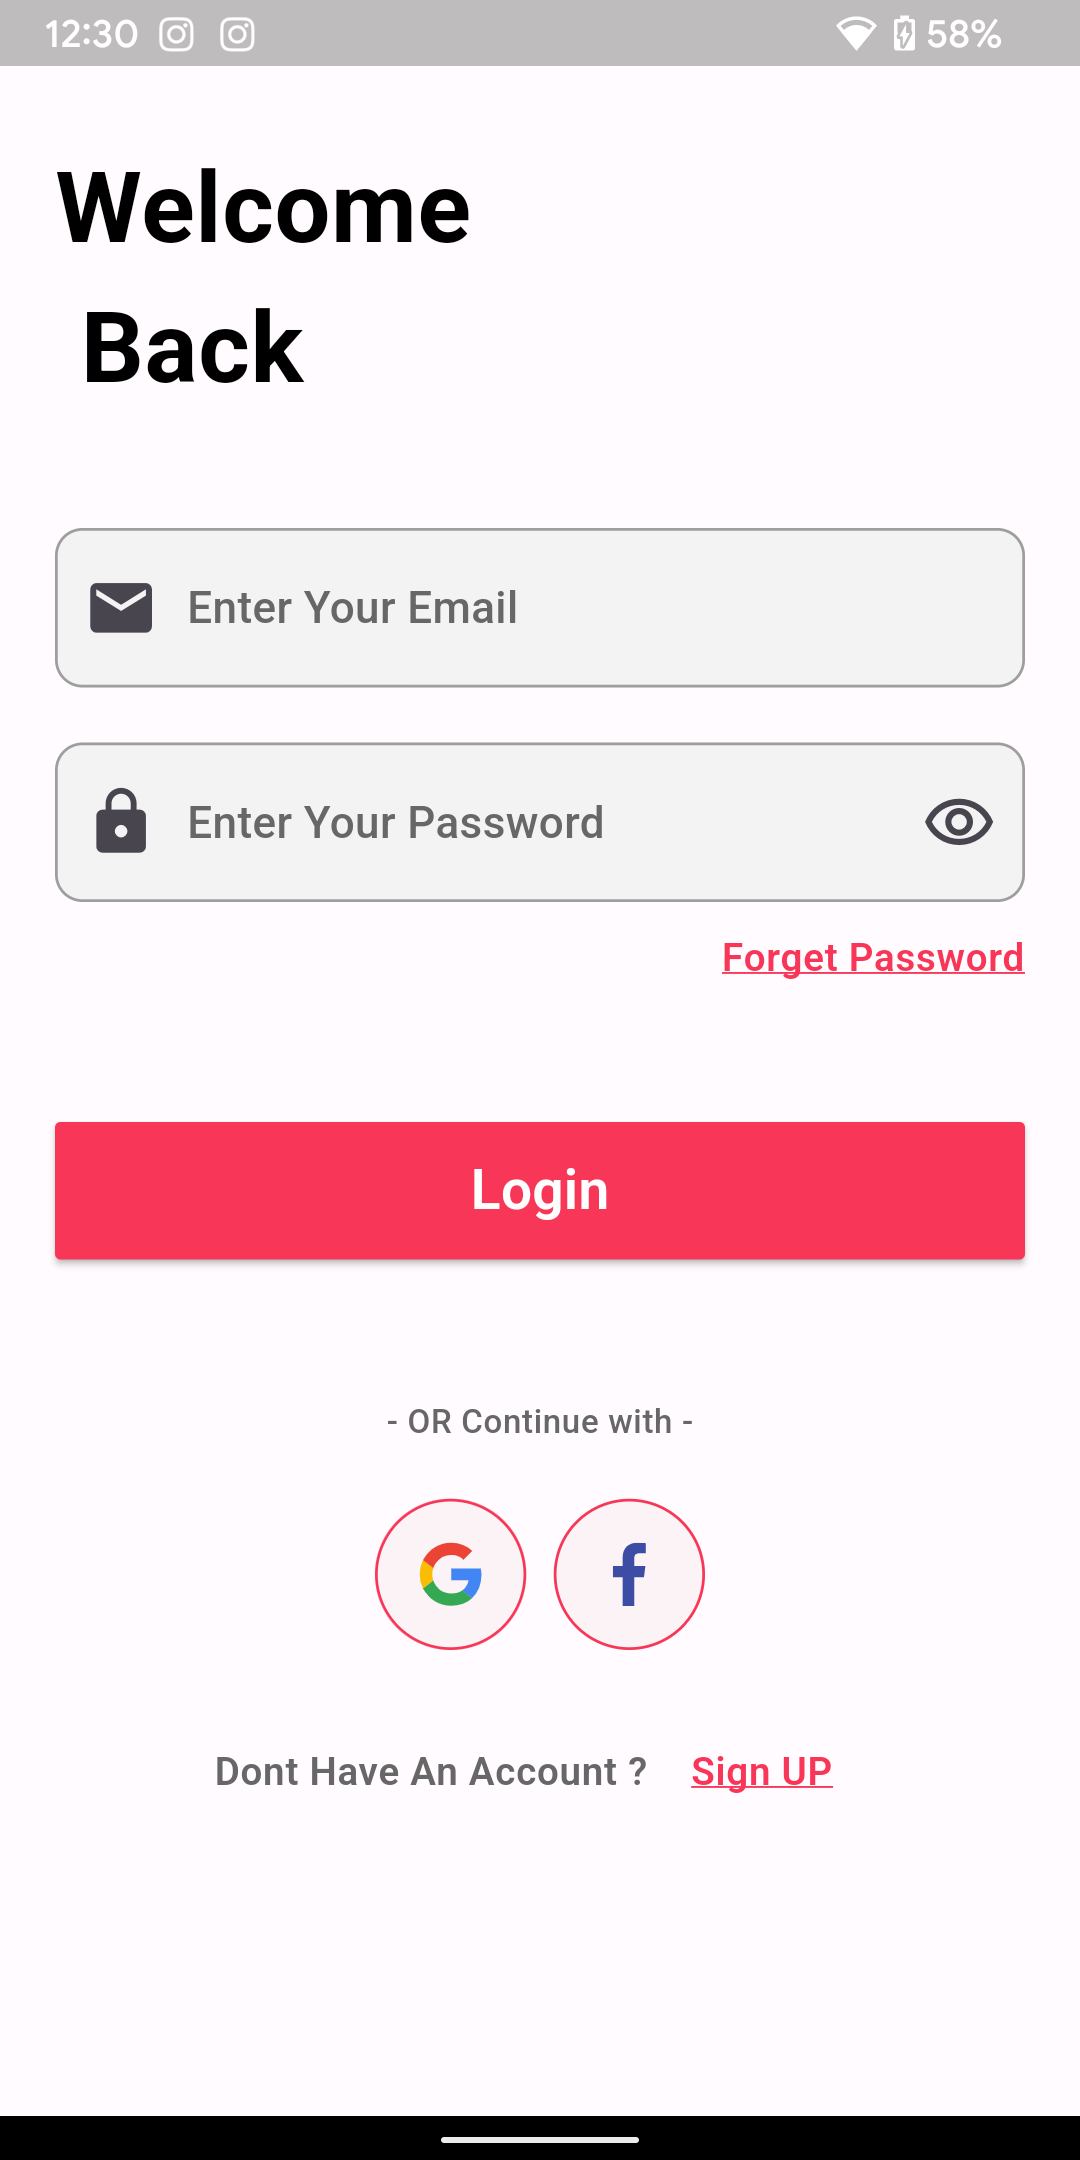 12:30 58%
Welcome
Back
Enter Your Email
Enter Your Password
Forget Password
Login
- OR Continue with -
Dont Have An Account ? Sign UP